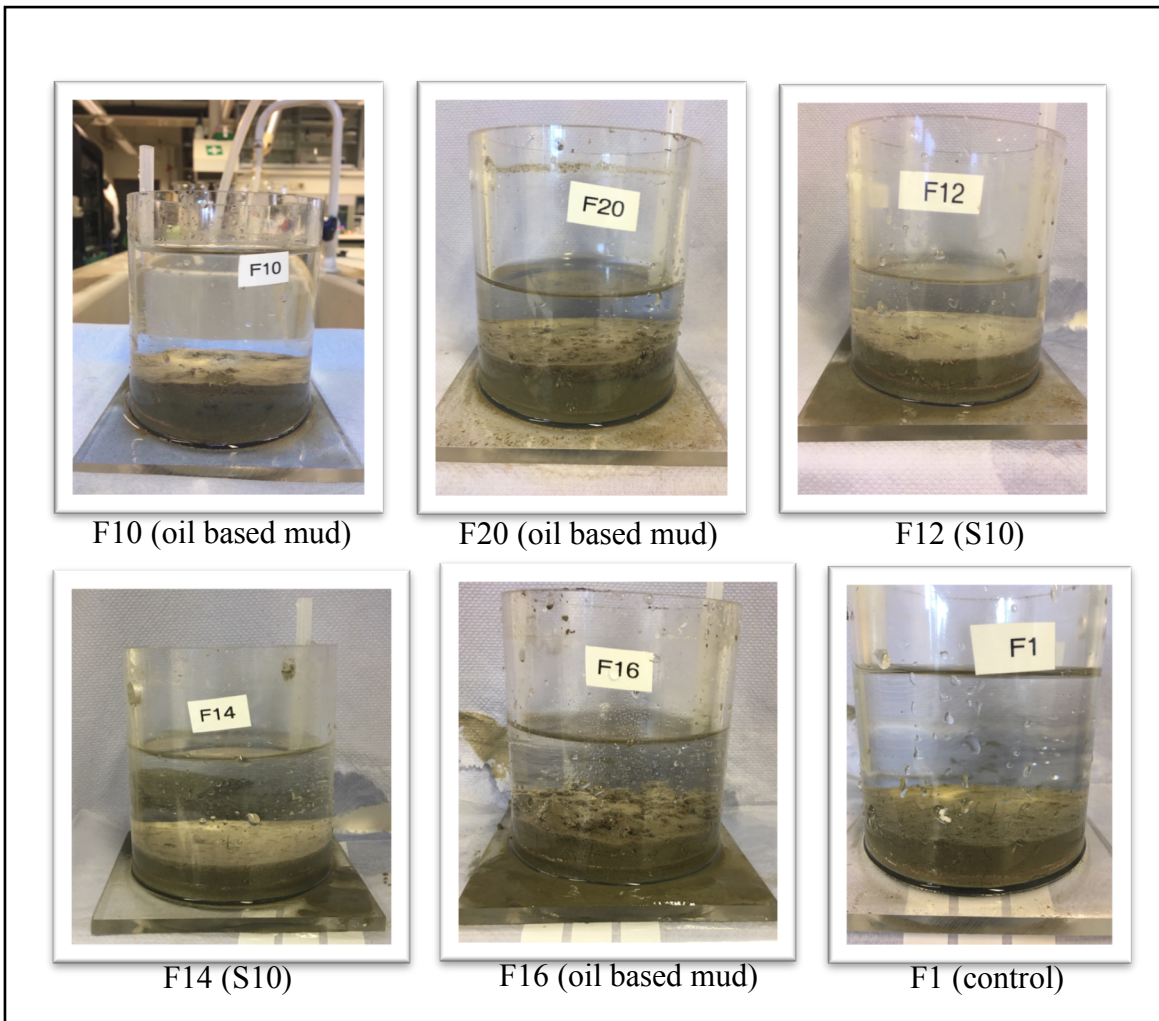 F10
F20
F12
F10 (oil based mud)
F20 (oil based mud)
F12 (S10)
F14
F16
F1
F14 (S10)
F16 (oil based mud)
F1 (control)